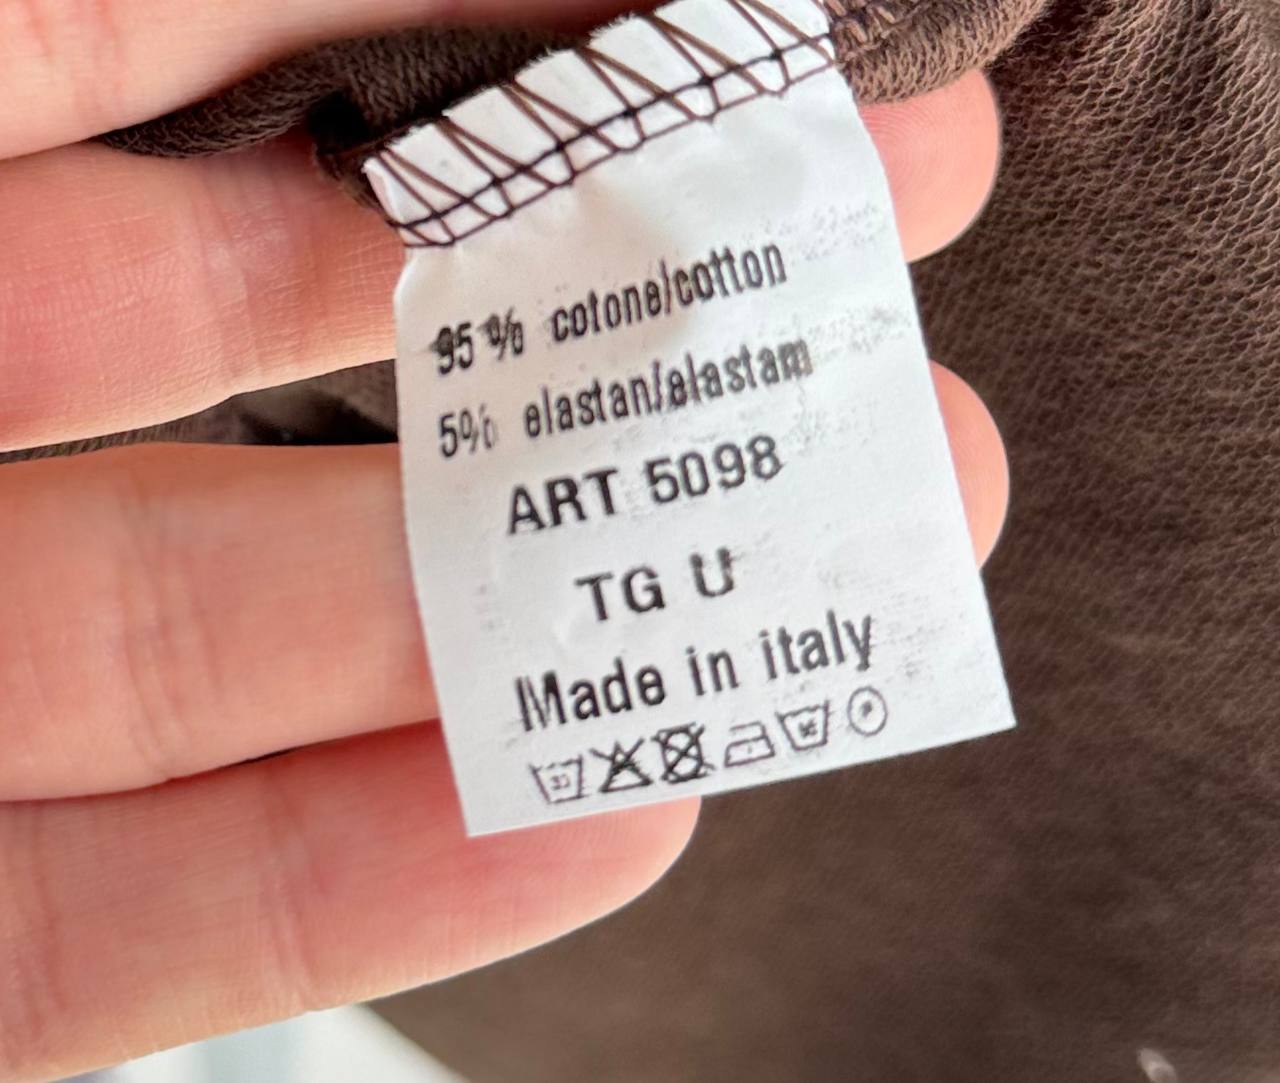 95 % cotone/cotton
5% elastan/elastam
ART 5098
TG U
Made in italy